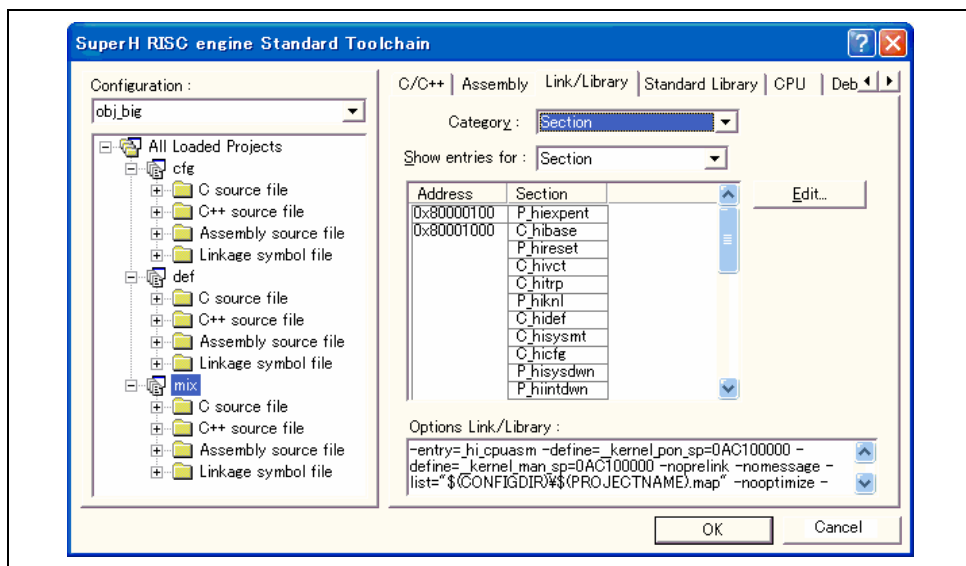 SuperH RISC engine Standard Toolchain
Configuration :
obj_big
All Loaded Projects
cfg
C source file
C++ source file
Assembly source file
Linkage symbol file
def
C source file
C++ source file
Assembly source file
Linkage symbol file
mix
C source file
C++ source file
Assembly source file
Linkage symbol file
C/C++ Assembly Link/Library Standard Library CPU Deb
Category : Section
Show entries for : Section
Address Section
0x80000100 P_hiexpent
0x80001000 C_hibase
P_hireset
C_hivct
C_hitrp
P_hiknl
C_hidef
C_hisysmt
C_hicfg
P_hisysdwn
P_hiintdwn
Edit...
Options Link/Library :
-entry=_hi_cpuasm -define=__kernel_pon_sp=0AC100000 -
define=__kernel_man_sp=0AC100000 -noprelink -nomessage -
list="$(CONFIGDIR)¥$(PROJECTNAME).map" -nooptimize -
OK Cancel